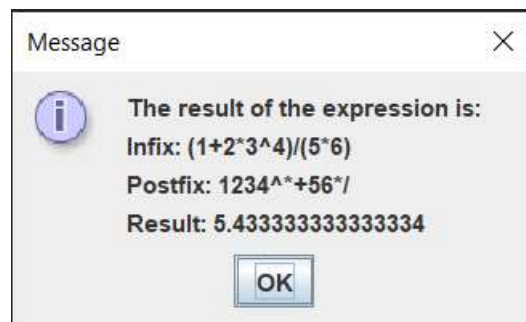 Message
The result of the expression is:
Infix: (1+2*3^4)/(5*6)
Postfix: 1234^*+56*/
Result: 5.433333333333334
OK